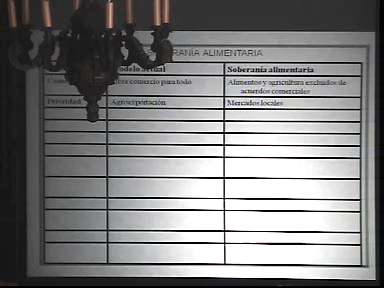 RANÍA ALIMENTARIA
odelo actual Soberanía alimentaria
bre comercio para todo Alimentos y agricultura excluidos de
acuerdos comerciales
Prioridad Agroexportación Mercados locales